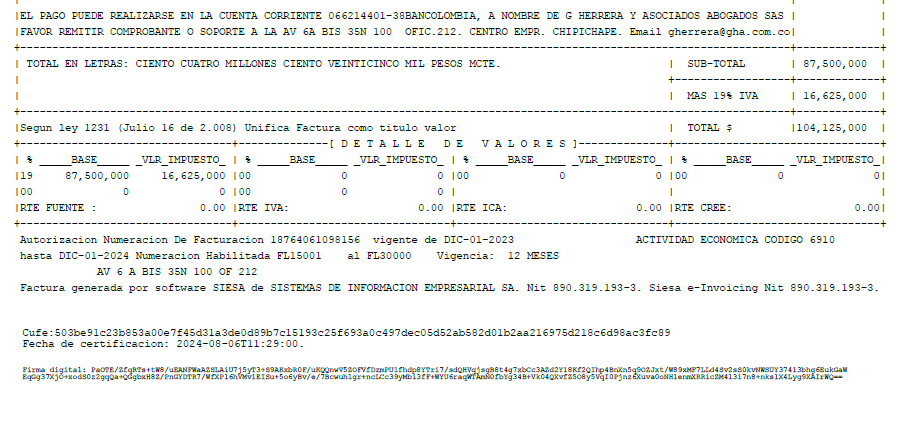 EL PAGO PUEDE REALIZARSE EN LA CUENTA CORRIENTE 066214401-38BANCOLOMBIA, A NOMBRE DE G HERRERA Y ASOCIADOS ABOGADOS SAS
FAVOR REMITIR COMPROBANTE O SOPORTE A LA AV 6A BIS 35N 100 OFIC.212. CENTRO EMPR. CHIPICHAPE. Email gherrera@gha.com.co
TOTAL EN LETRAS: CIENTO CUATRO MILLONES CIENTO VEINTICINCO MIL PESOS MCTE. | SUB-TOTAL | 87,500,000
MAS 19% IVA | 16,625,000
Segun ley 1231 (Julio 16 de 2.008) Unifica Factura como titulo valor | TOTAL $ |104,125,000
[ D E T A L L E D E V A L O R E S ]
| % _____BASE_____ _VLR_IMPUESTO_ | % _____BASE_____ _VLR_IMPUESTO_ | % _____BASE_____ _VLR_IMPUESTO_ | % _____BASE_____ _VLR_IMPUESTO_|
|19 87,500,000 16,625,000 |00 0 0 |00 0 0 |00 0 0|
|00 0 0 |00 0 0 | | |
|RTE FUENTE : 0.00 |RTE IVA: 0.00 |RTE ICA: 0.00 |RTE CREE: 0.00|
Autorizacion Numeracion De Facturacion 18764061098156 vigente de DIC-01-2023 ACTIVIDAD ECONOMICA CODIGO 6910
hasta DIC-01-2024 Numeracion Habilitada FL15001 al FL30000 Vigencia: 12 MESES
AV 6 A BIS 35N 100 OF 212
Factura generada por software SIESA de SISTEMAS DE INFORMACION EMPRESARIAL SA. Nit 890.319.193-3. Siesa e-Invoicing Nit 890.319.193-3.
Cufe:503be91c23b853a00e7f45d31a3de0d89b7c15193c25f693a0c497dec05d52ab582d01b2aa216975d218c6d98ac3fc89
Fecha de certificacion: 2024-08-06T11:29:00.
Firma digital: